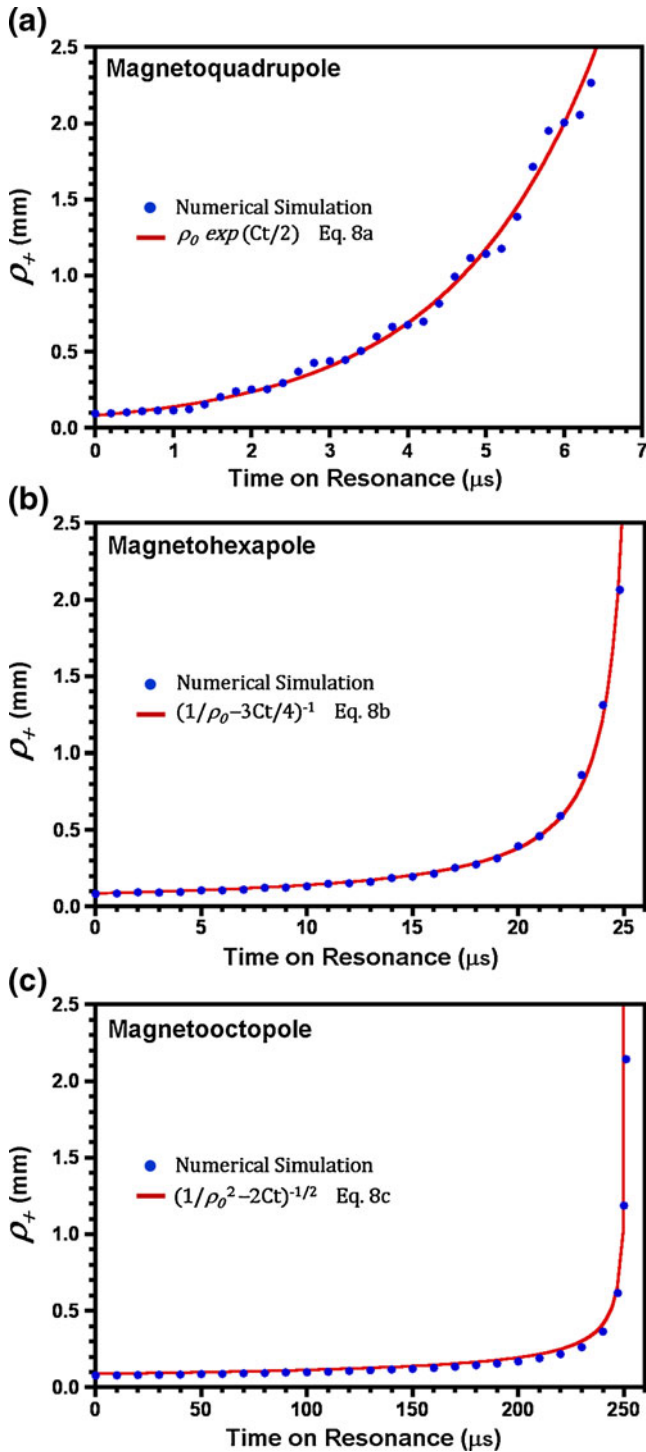 (a)
2.5
2.0
1.5
1.0
0.5
0.0
ρ₊ (mm)
Magnetoquadrupole
Numerical Simulation
ρ₀ exp(Ct/2) Eq. 8a
0 1 2 3 4 5 6 7
Time on Resonance (μs)
(b)
2.5
2.0
1.5
1.0
0.5
0.0
ρ₊ (mm)
Magnetohexapole
Numerical Simulation
(1/ρ₀−3Ct/4)⁻¹ Eq. 8b
0 5 10 15 20 25
Time on Resonance (μs)
(c)
2.5
2.0
1.5
1.0
0.5
0.0
ρ₊ (mm)
Magnetooctopole
Numerical Simulation
(1/ρ₀²−2Ct)⁻¹/² Eq. 8c
0 50 100 150 200 250
Time on Resonance (μs)